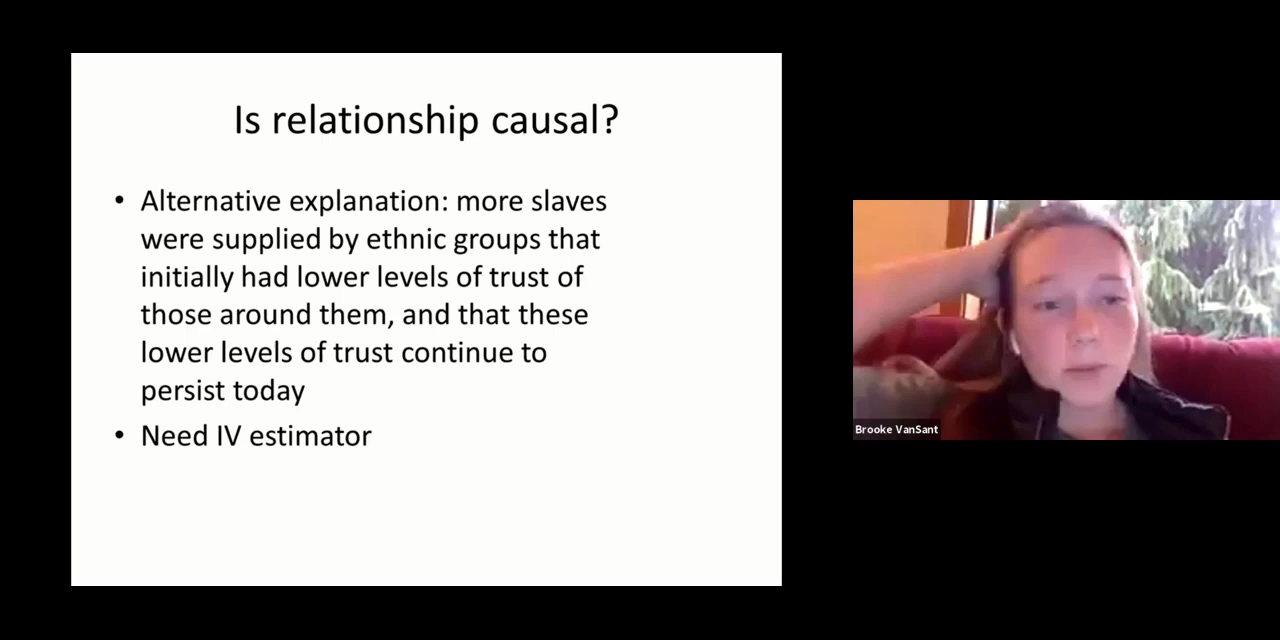 Is relationship causal?
• Alternative explanation: more slaves
were supplied by ethnic groups that
initially had lower levels of trust of
those around them, and that these
lower levels of trust continue to
persist today
• Need IV estimator
Brooke VanSant